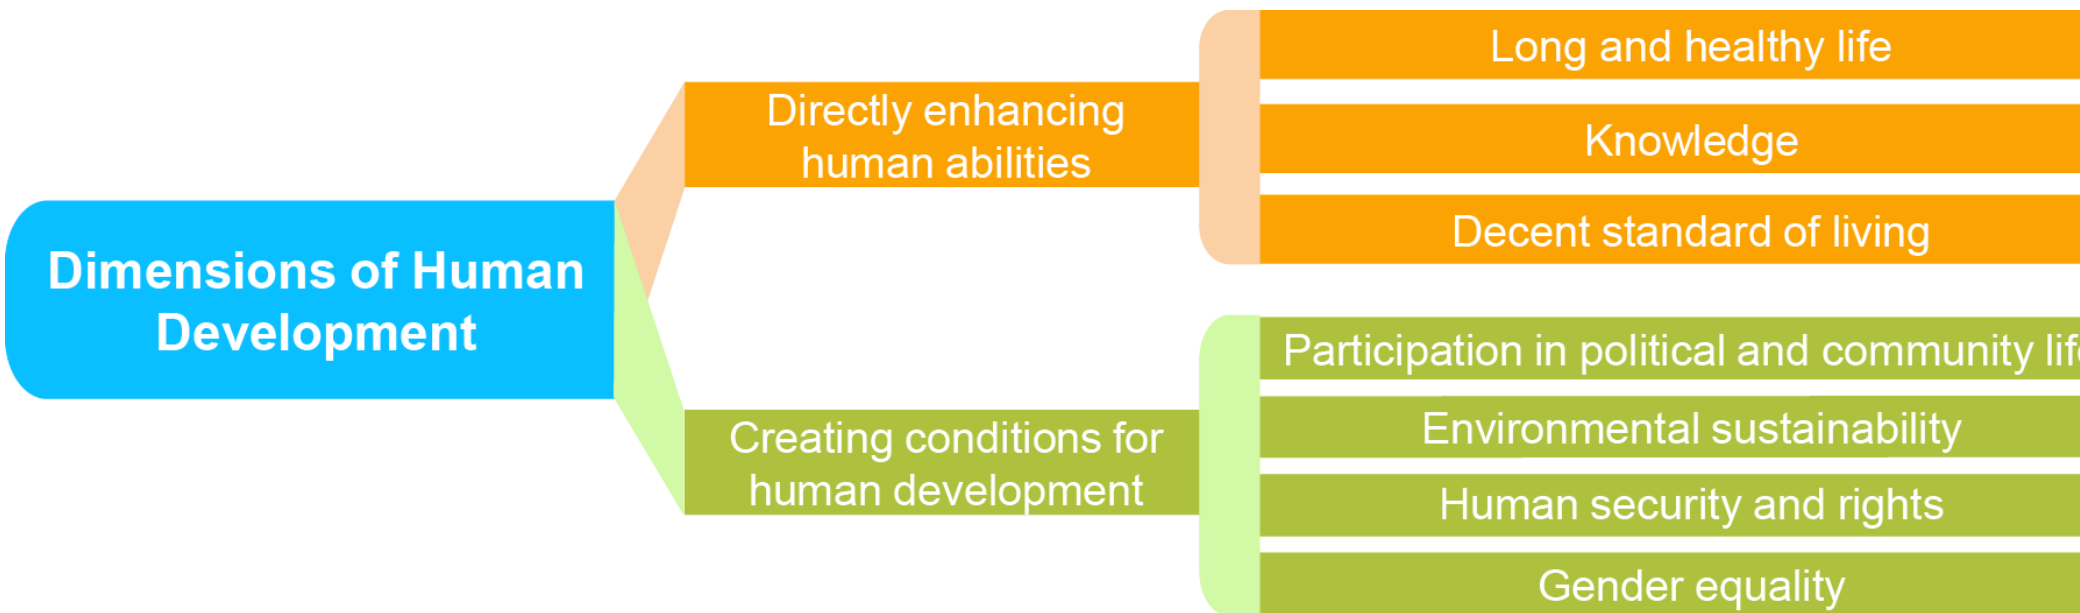 Dimensions of Human
Development
Directly enhancing
human abilities
Long and healthy life
Knowledge
Decent standard of living
Creating conditions for
human development
Participation in political and community life
Environmental sustainability
Human security and rights
Gender equality